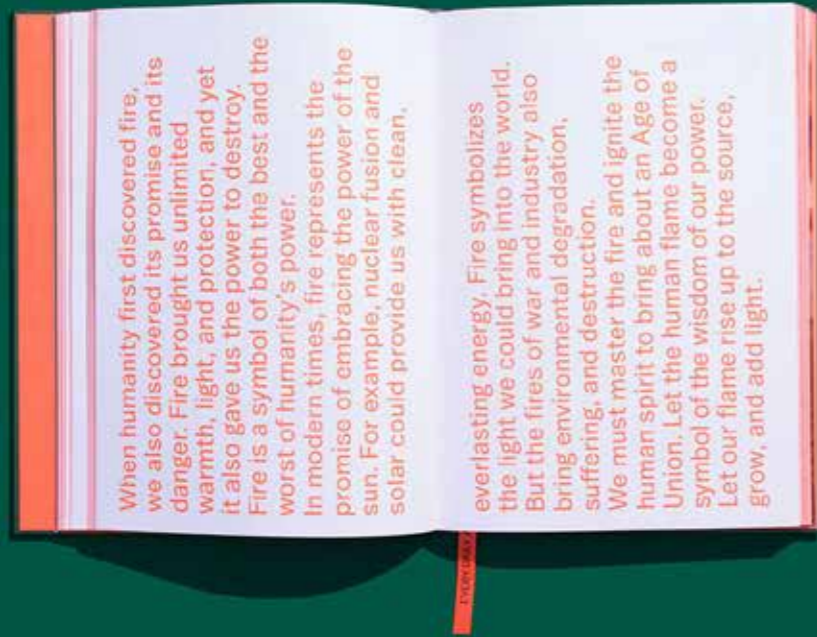 When humanity first discovered fire,
we also discovered its promise and its
danger. Fire brought us unlimited
warmth, light, and protection, and yet
it also gave us the power to destroy.
Fire is a symbol of both the best and the
worst of humanity's power.
In modern times, fire represents the
promise of embracing the power of the
sun. For example, nuclear fusion and
solar could provide us with clean,
everlasting energy. Fire symbolizes
the light we could bring into the world.
But the fires of war and industry also
bring environmental degradation,
suffering, and destruction.
We must master the fire and ignite the
human spirit to bring about an Age of
Union. Let the human flame become a
symbol of the wisdom of our power.
Let our flame rise up to the source,
grow, and add light.